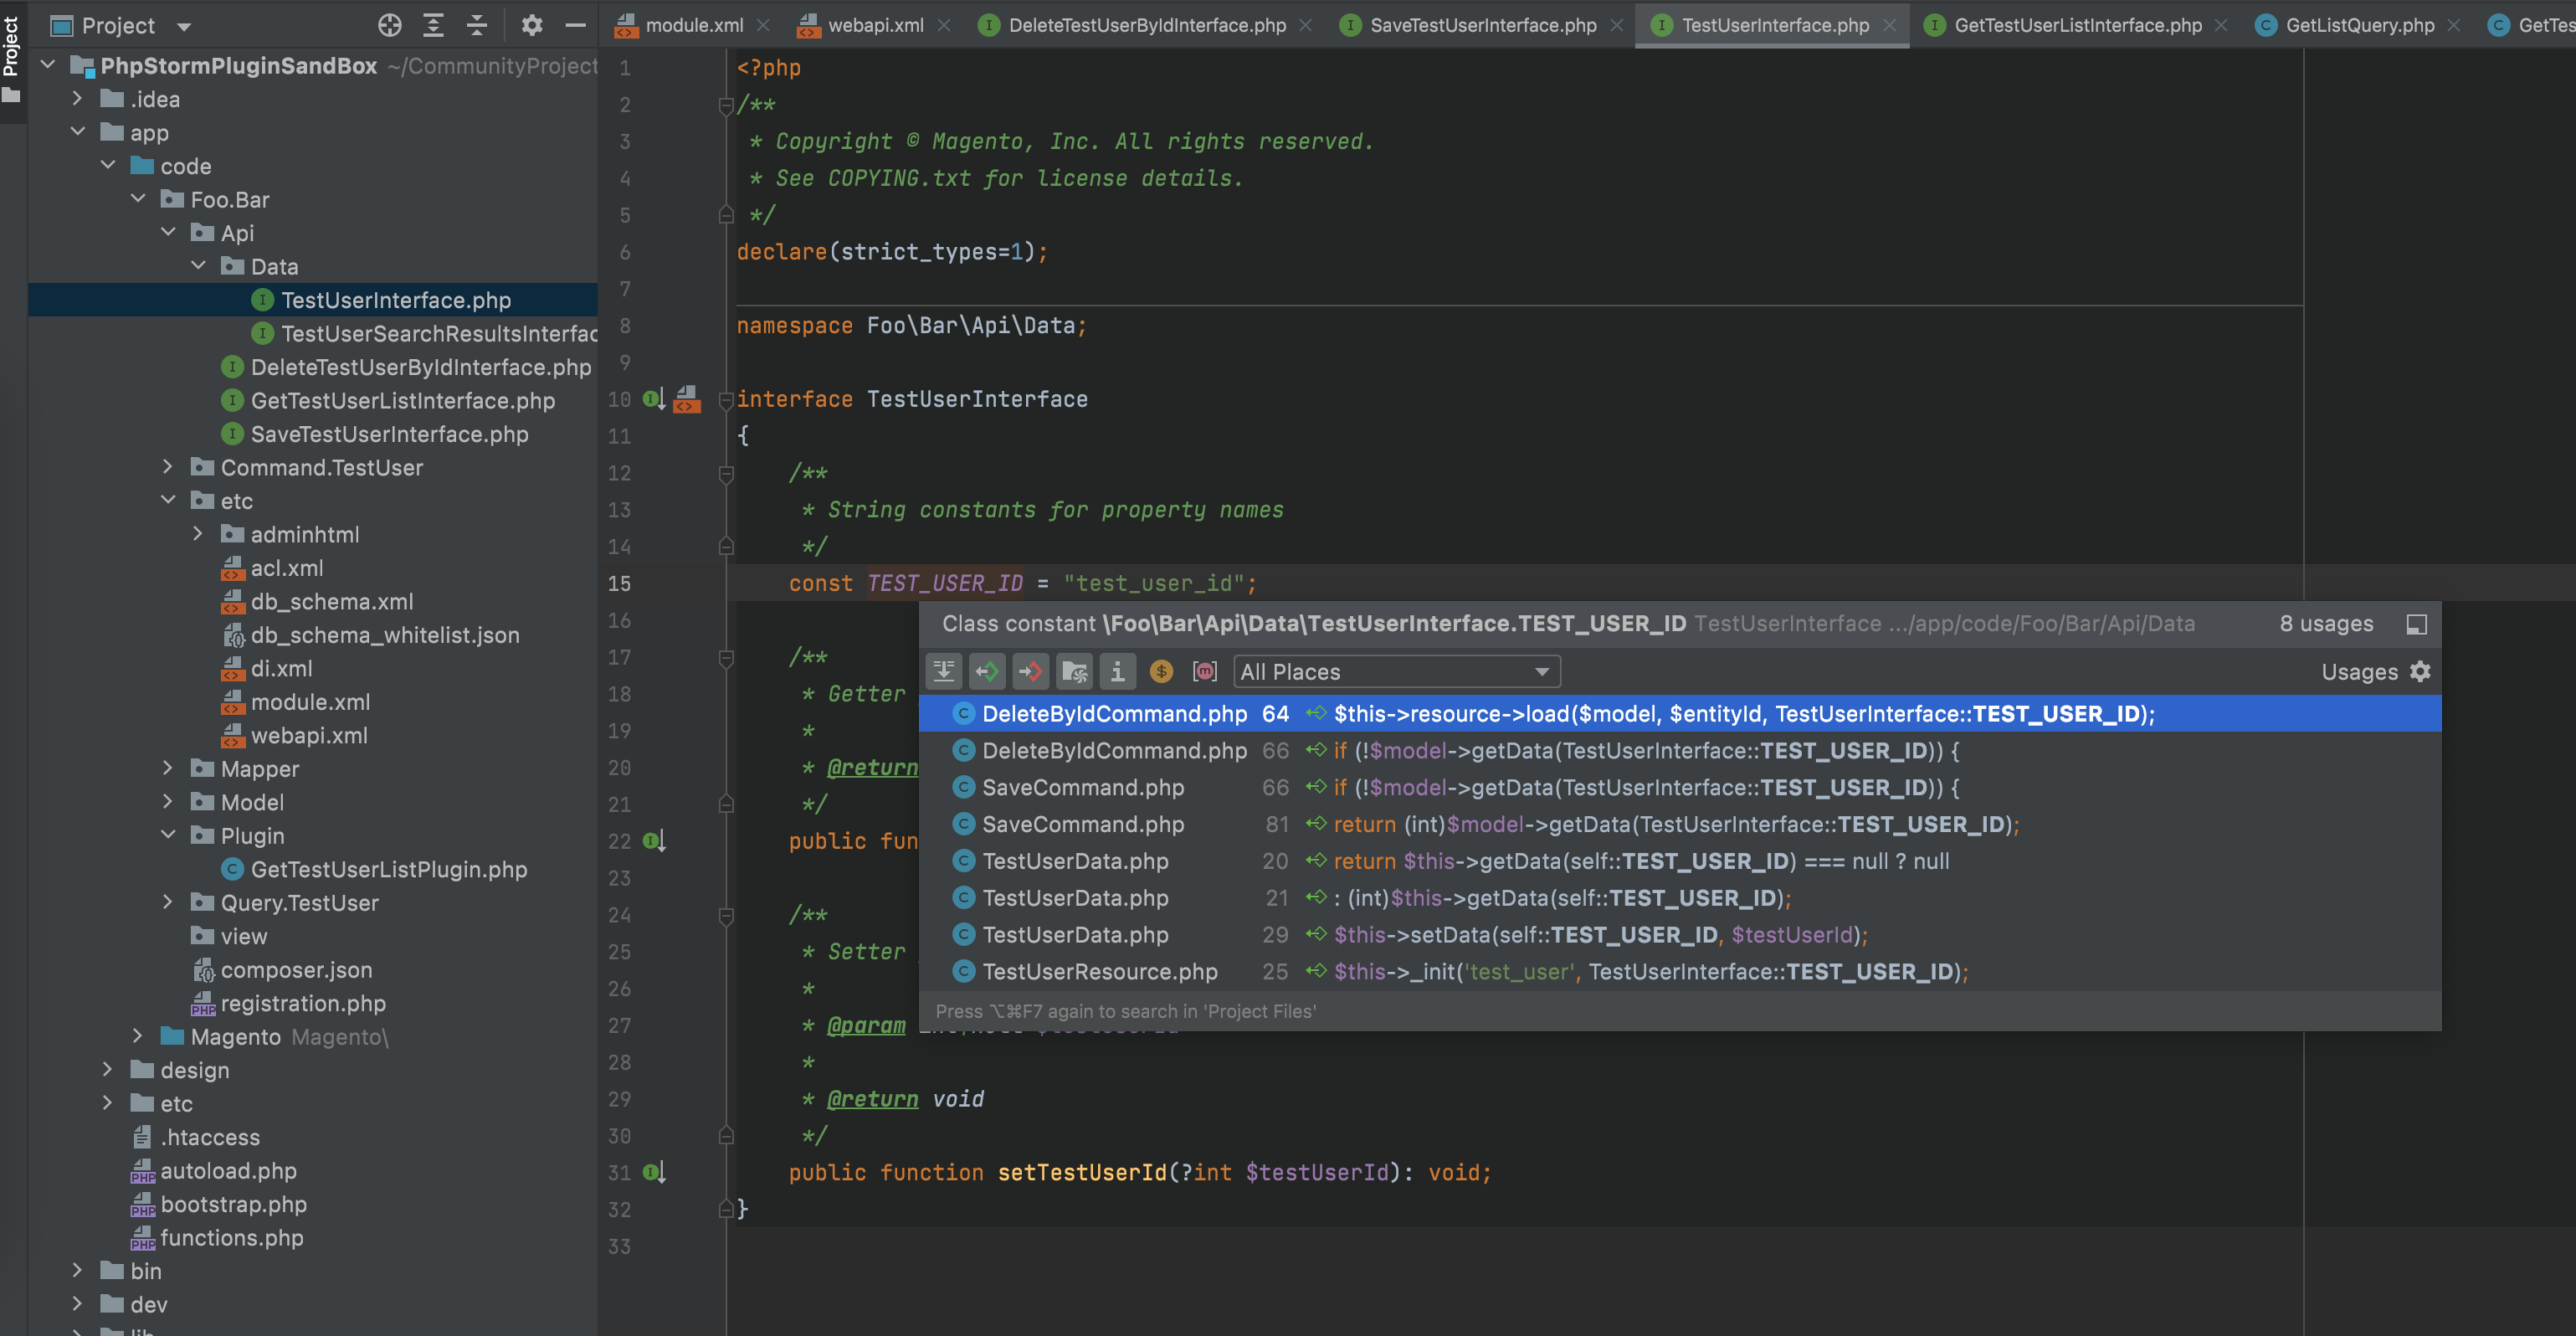 Project
Project
PhpStormPluginSandBox ~/CommunityProject
.idea
app
code
Foo.Bar
Api
Data
TestUserInterface.php
TestUserSearchResultsInterfac
DeleteTestUserByIdInterface.php
GetTestUserListInterface.php
SaveTestUserInterface.php
Command.TestUser
etc
adminhtml
acl.xml
db_schema.xml
db_schema_whitelist.json
di.xml
module.xml
webapi.xml
Mapper
Model
Plugin
GetTestUserListPlugin.php
Query.TestUser
view
composer.json
registration.php
Magento Magento\
design
etc
.htaccess
autoload.php
bootstrap.php
functions.php
bin
dev
module.xml webapi.xml DeleteTestUserByIdInterface.php SaveTestUserInterface.php TestUserInterface.php GetTestUserListInterface.php GetListQuery.php GetTes
1 <?php
2 /**
3 * Copyright © Magento, Inc. All rights reserved.
4 * See COPYING.txt for license details.
5 */
6 declare(strict_types=1);
7
8 namespace Foo\Bar\Api\Data;
9
10 interface TestUserInterface
11 {
12 /**
13 * String constants for property names
14 */
15 const TEST_USER_ID = "test_user_id";
16
17 /**
18 * Getter
19 *
20 * @return
21 */
22 public fun
23
24 /**
25 * Setter
26 *
27 * @param
28 *
29 * @return void
30 */
31 public function setTestUserId(?int $testUserId): void;
32 }
33
Class constant \Foo\Bar\Api\Data\TestUserInterface.TEST_USER_ID TestUserInterface .../app/code/Foo/Bar/Api/Data 8 usages
All Places Usages
DeleteByIdCommand.php 64 $this->resource->load($model, $entityId, TestUserInterface::TEST_USER_ID);
DeleteByIdCommand.php 66 if (!$model->getData(TestUserInterface::TEST_USER_ID)) {
SaveCommand.php 66 if (!$model->getData(TestUserInterface::TEST_USER_ID)) {
SaveCommand.php 81 return (int)$model->getData(TestUserInterface::TEST_USER_ID);
TestUserData.php 20 return $this->getData(self::TEST_USER_ID) === null ? null
TestUserData.php 21 : (int)$this->getData(self::TEST_USER_ID);
TestUserData.php 29 $this->setData(self::TEST_USER_ID, $testUserId);
TestUserResource.php 25 $this->_init('test_user', TestUserInterface::TEST_USER_ID);
Press ⌥⌘F7 again to search in 'Project Files'